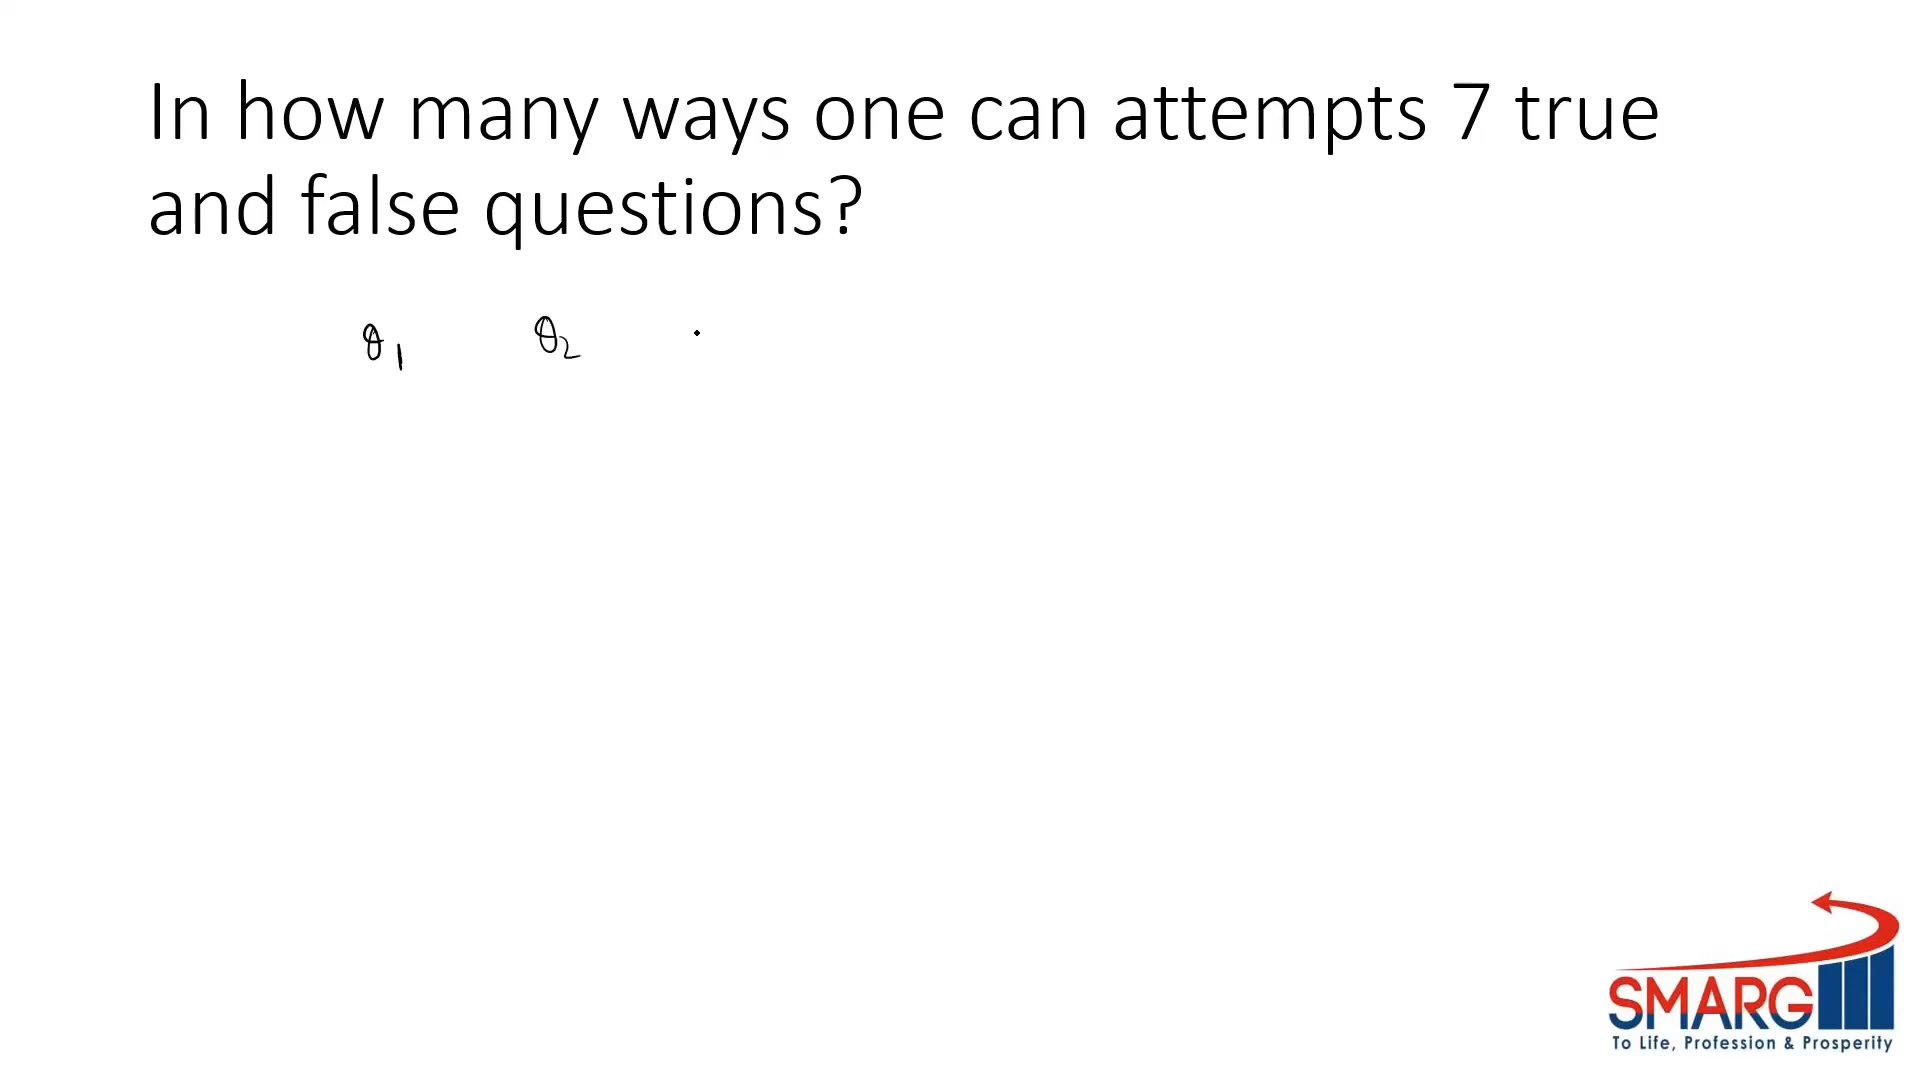 In how many ways one can attempts 7 true
and false questions?
Q1 Q2
SMARG
To Life, Profession & Prosperity